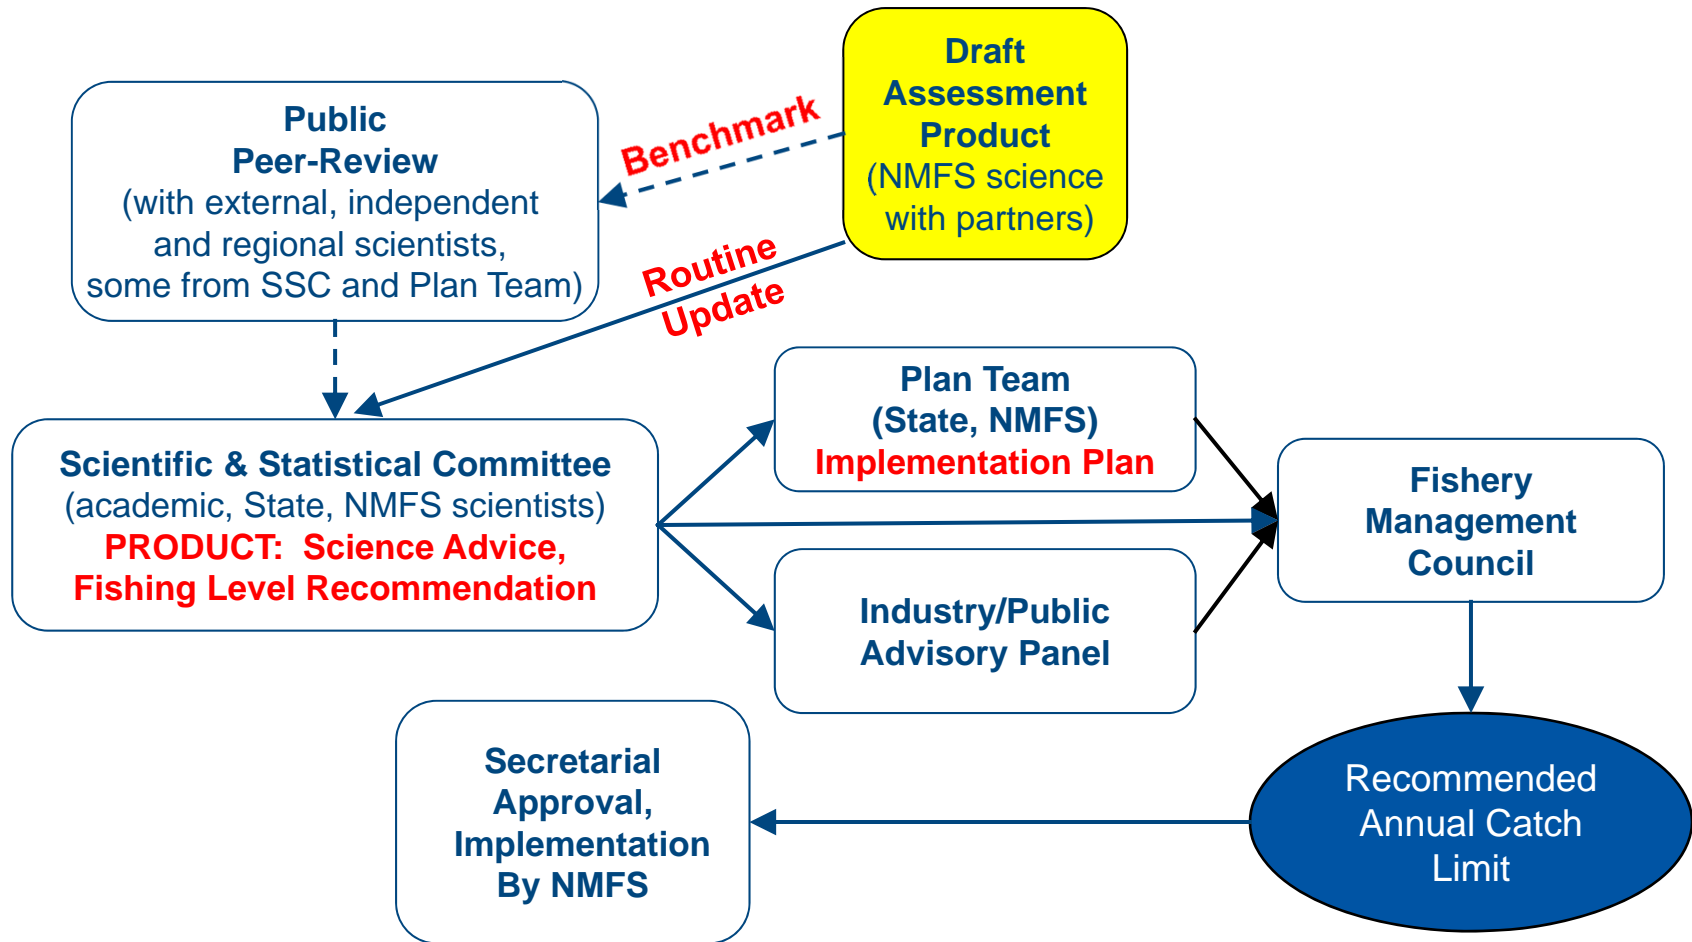 Draft
Assessment
Product
(NMFS science
with partners)
Benchmark
Public
Peer-Review
(with external, independent
and regional scientists,
some from SSC and Plan Team)
Routine
Update
Scientific & Statistical Committee
(academic, State, NMFS scientists)
PRODUCT:  Science Advice,
Fishing Level Recommendation
Plan Team
(State, NMFS)
Implementation Plan
Industry/Public
Advisory Panel
Fishery
Management
Council
Recommended
Annual Catch
Limit
Secretarial
Approval,
Implementation
By NMFS